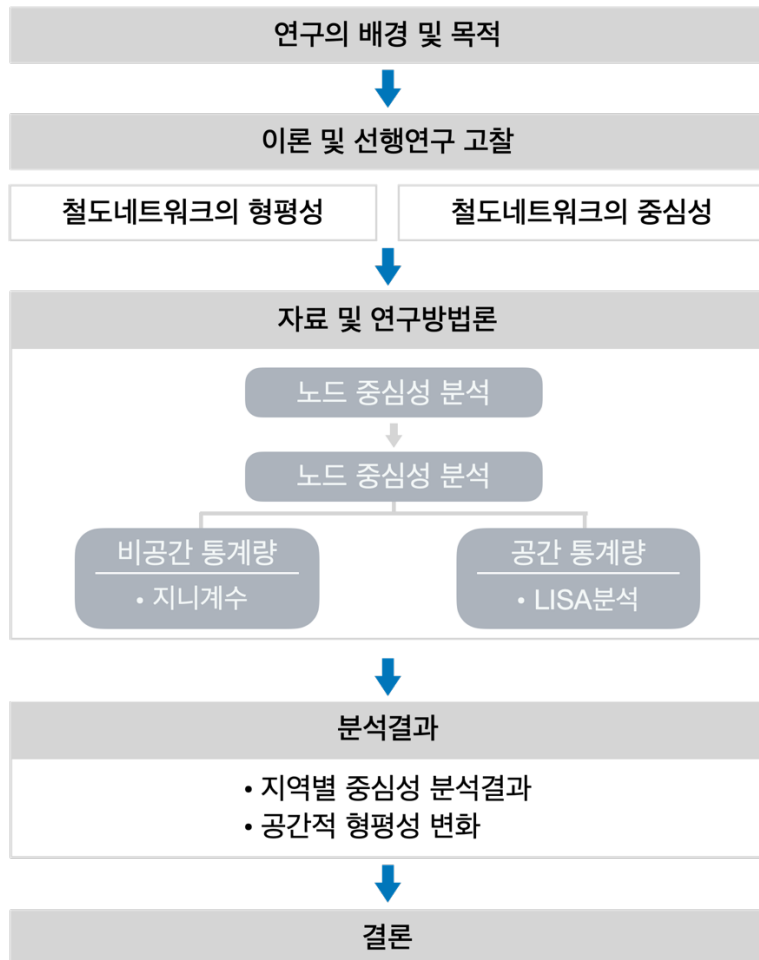 연구의 배경 및 목적
이론 및 선행연구 고찰
철도네트워크의 형평성
철도네트워크의 중심성
자료 및 연구방법론
노드 중심성 분석
노드 중심성 분석
비공간 통계량
• 지니계수
공간 통계량
• LISA분석
분석결과
• 지역별 중심성 분석결과
• 공간적 형평성 변화
결론